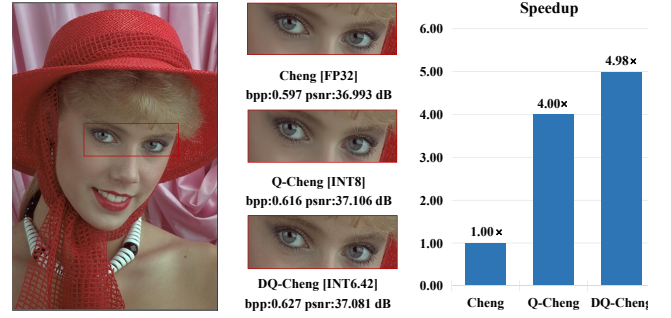 Cheng [FP32]
bpp:0.597 psnr:36.993 dB
Q-Cheng [INT8]
bpp:0.616 psnr:37.106 dB
DQ-Cheng [INT6.42]
bpp:0.627 psnr:37.081 dB
Speedup
6.00
5.00
4.00
3.00
2.00
1.00
0.00
1.00×
4.00×
4.98×
Cheng
Q-Cheng
DQ-Cheng